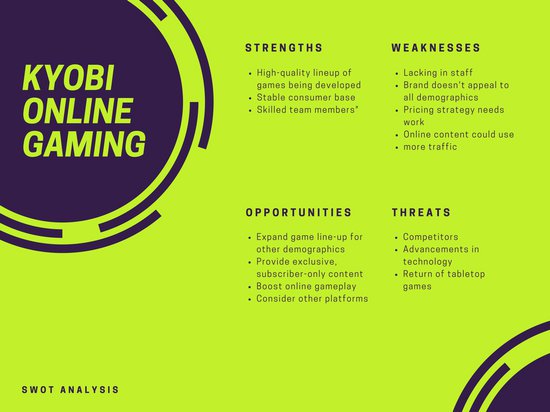 KYOBI
ONLINE
GAMING
STRENGTHS
• High-quality lineup of
games being developed
• Stable consumer base
• Skilled team members"
WEAKNESSES
• Lacking in staff
• Brand doesn't appeal to
all demographics
• Pricing strategy needs
work
• Online content could use
• more traffic
OPPORTUNITIES
• Expand game line-up for
other demographics
• Provide exclusive,
subscriber-only content
• Boost online gameplay
• Consider other platforms
THREATS
• Competitors
• Advancements in
technology
• Return of tabletop
games
SWOT ANALYSIS